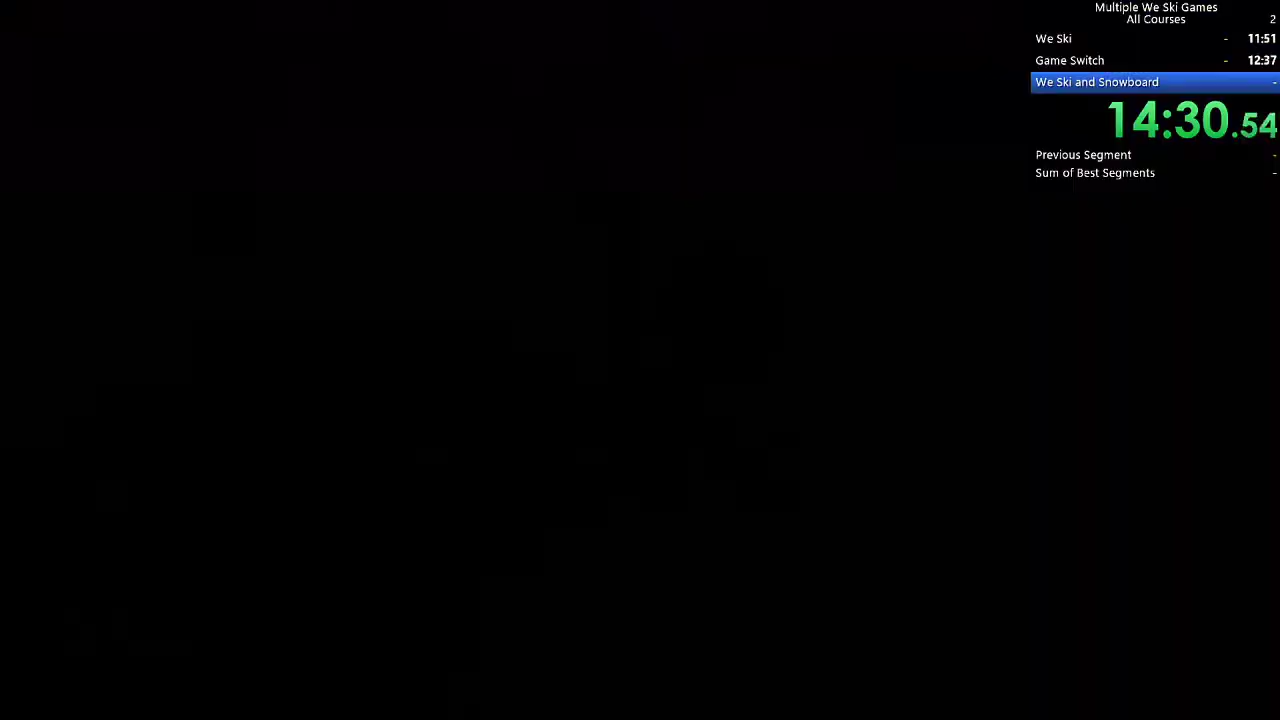 Multiple We Ski Games
All Courses 2
We Ski - 11:51
Game Switch - 12:37
We Ski and Snowboard -
14:30.54
Previous Segment -
Sum of Best Segments -